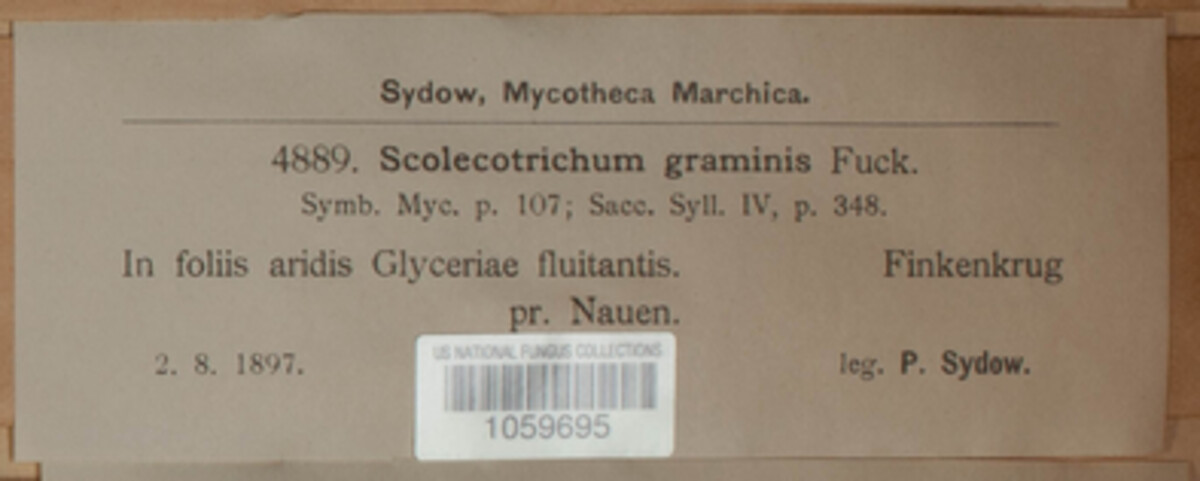 Sydow, Mycotheca Marchica.
4889. Scolecotrichum graminis Fuck.
Symb. Myc. p. 107; Sacc. Syll. IV, p. 348.
In foliis aridis Glyceriae fluitantis. Finkenkrug
pr. Nauen.
2. 8. 1897. leg. P. Sydow.
US NATIONAL FUNGUS COLLECTIONS
1059695